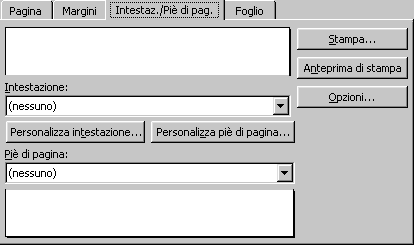 Pagina Margini Intestaz./Piè di pag. Foglio
Stampa...
Anteprima di stampa
Intestazione:
(nessuno)
Opzioni...
Personalizza intestazione... Personalizza piè di pagina...
Piè di pagina:
(nessuno)